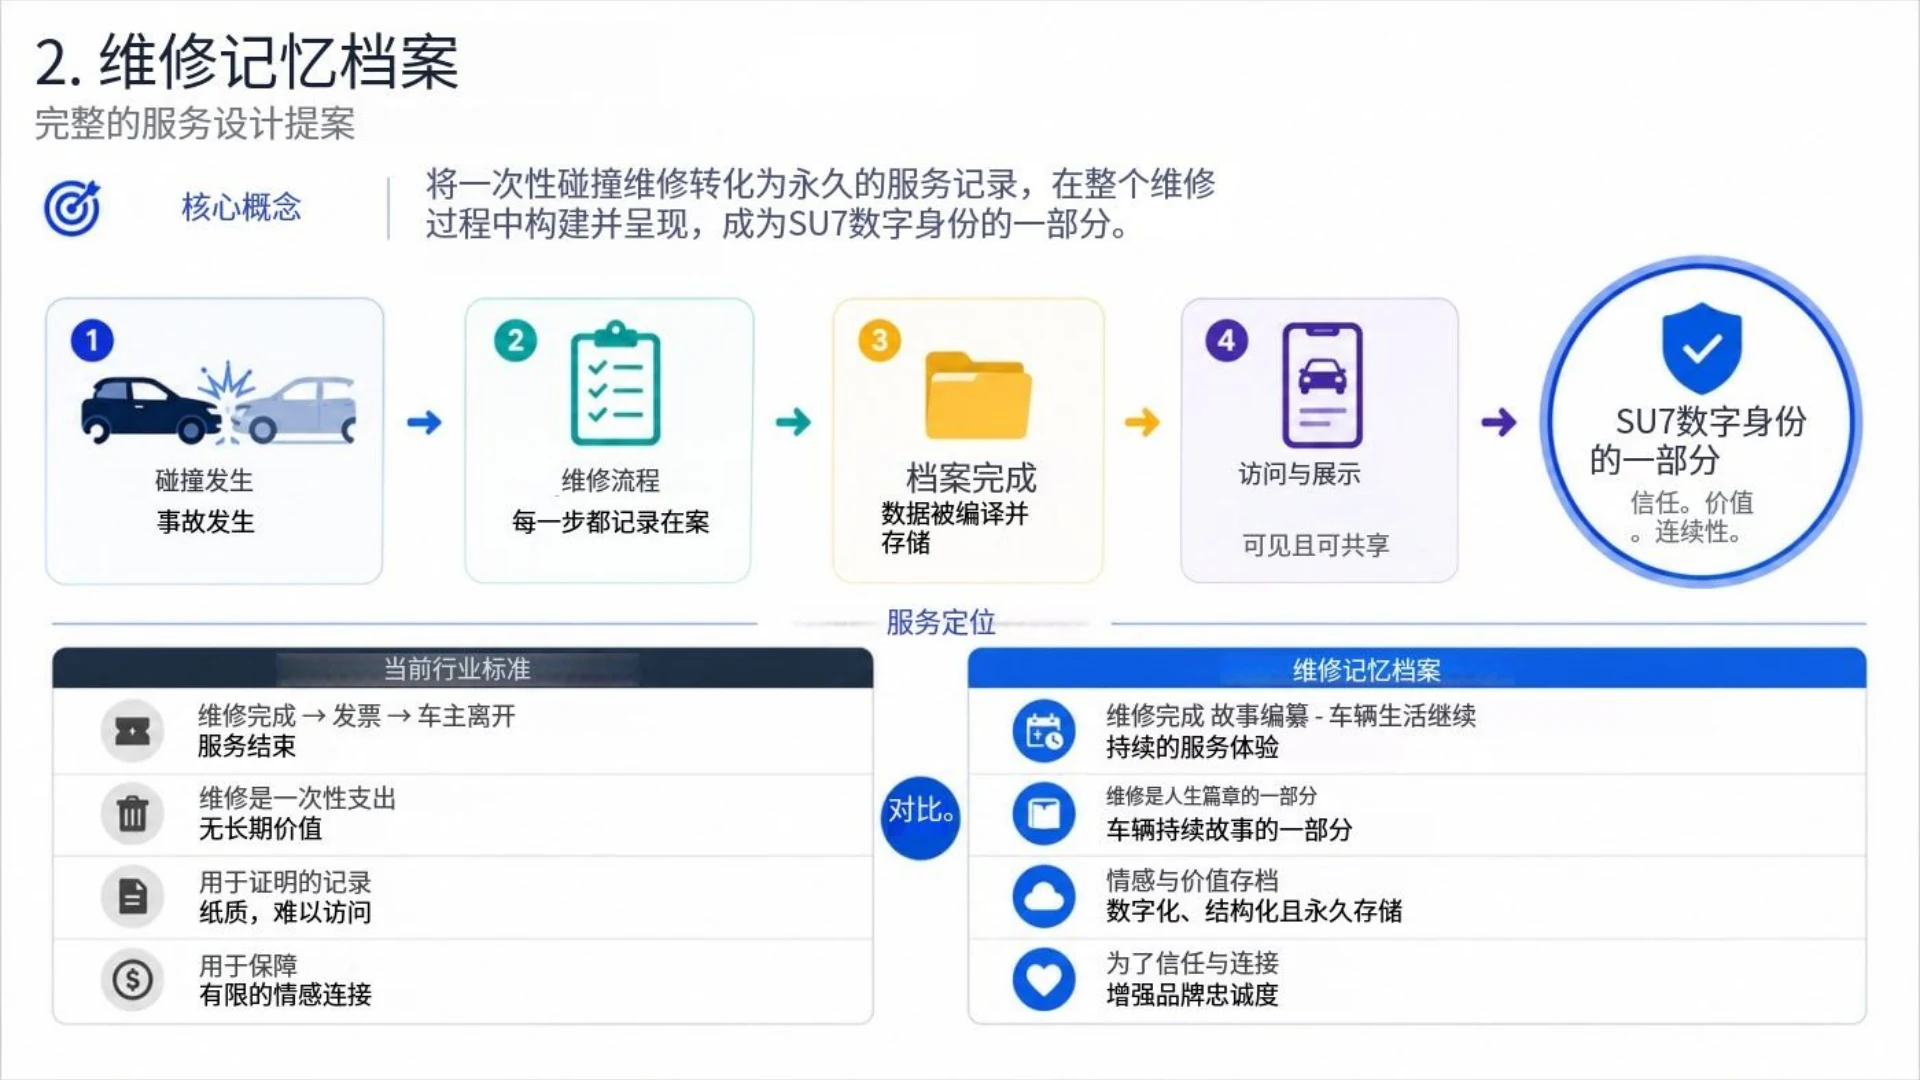 2. 维修记忆档案
完整的服务设计提案
核心概念
将一次性碰撞维修转化为永久的服务记录，在整个维修
过程中构建并呈现，成为SU7数字身份的一部分。
1
碰撞发生
事故发生
2
维修流程
每一步都记录在案
3
档案完成
数据被编译并
存储
4
访问与展示
可见且可共享
SU7数字身份
的一部分
信任。价值
。连续性。
服务定位
当前行业标准
维修完成 → 发票 → 车主离开
服务结束
维修是一次性支出
无长期价值
用于证明的记录
纸质，难以访问
$
用于保障
有限的情感连接
对比。
维修记忆档案
维修完成 故事编纂 - 车辆生活继续
持续的服务体验
维修是人生篇章的一部分
车辆持续故事的一部分
情感与价值存档
数字化、结构化且永久存储
为了信任与连接
增强品牌忠诚度